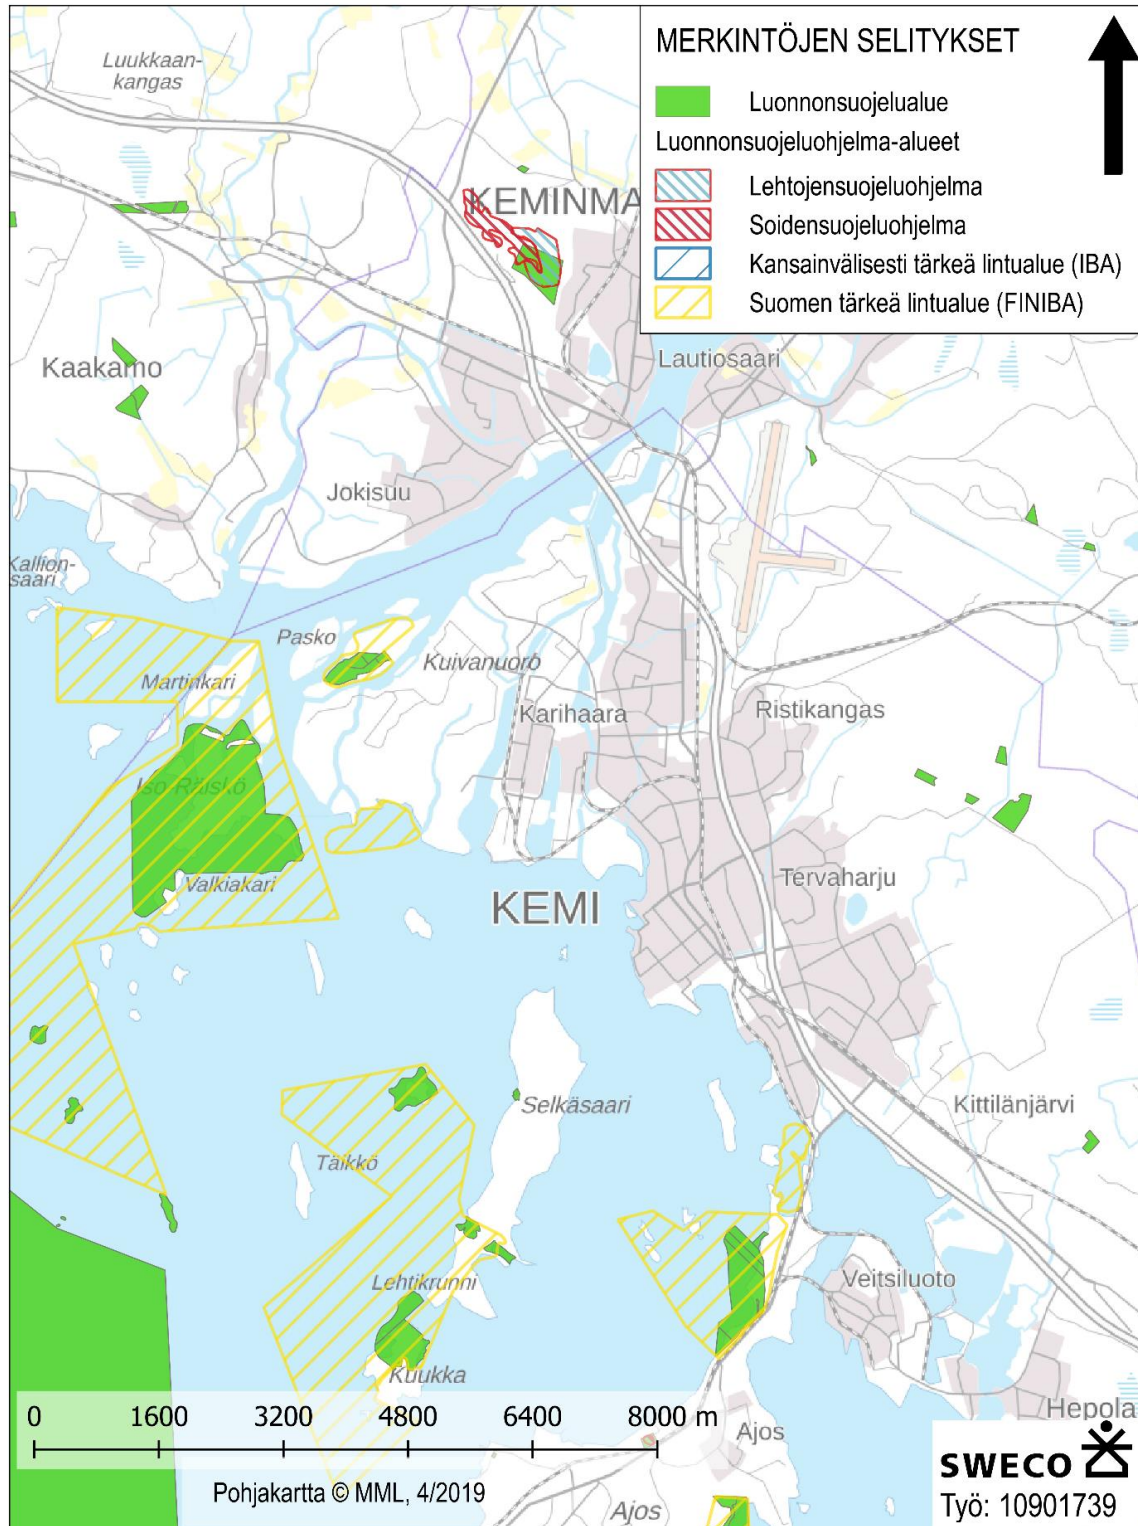 MERKINTÖJEN SELITYKSET
Luonnonsuojelualue
Luonnonsuojeluohjelma-alueet
Lehtojensuojeluohjelma
Soidensuojeluohjelma
Kansainvälisesti tärkeä lintualue (IBA)
Suomen tärkeä lintualue (FINIBA)
Luukkaan-
kangas
KEMINMA
Lautiosaari
Kaakamo
Jokisuu
Kallion-
saari
Pasko
Kuivanuoro
Martinkari
Karihaara
Ristikangas
Iso Räiskö
Valkiakari
Tervaharju
KEMI
Selkäsaari
Kittilänjärvi
Täikkö
Lehtikrunni
Veitsiluoto
Kuukka
Hepola
Ajos
0 1600 3200 4800 6400 8000 m
Pohjakartta © MML, 4/2019
Ajos
SWECO
Työ: 10901739